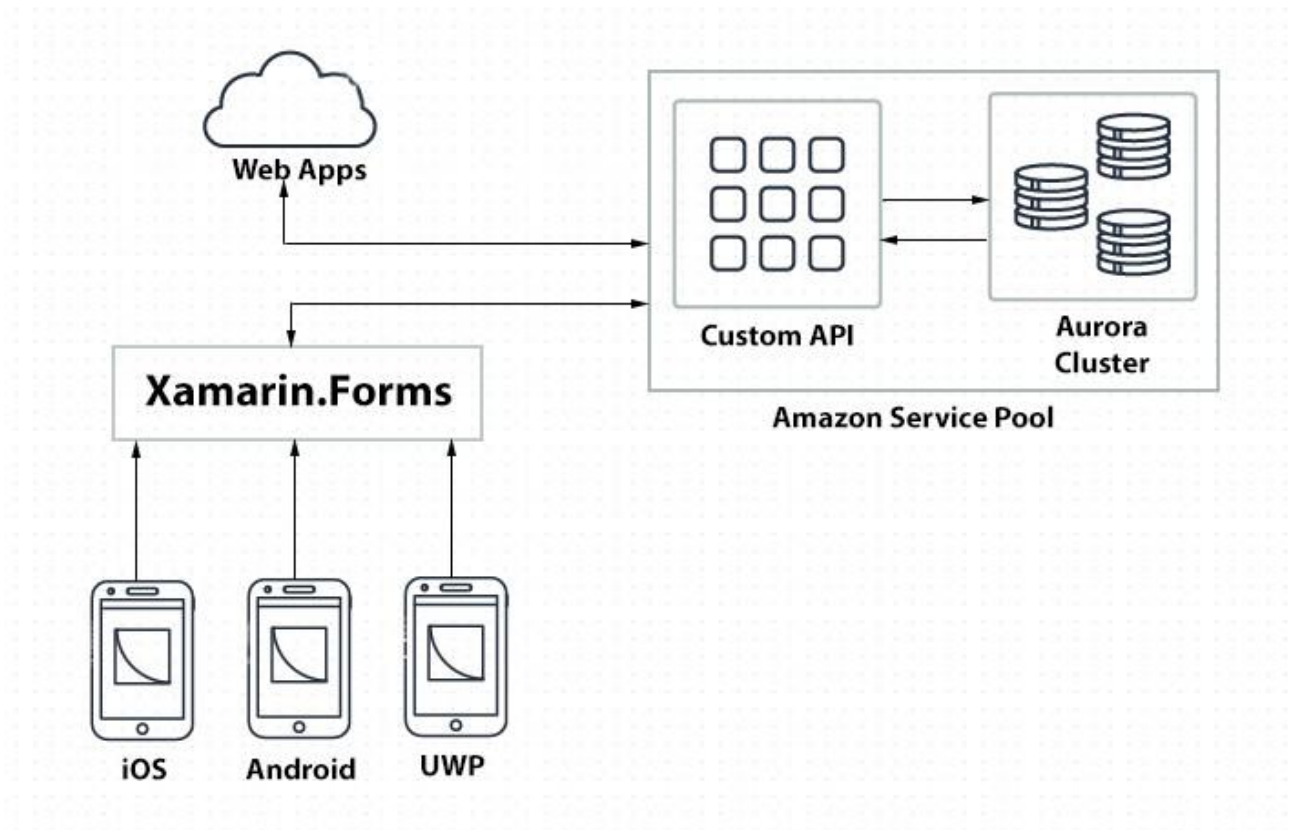 Web Apps
Custom API
Aurora
Cluster
Amazon Service Pool
Xamarin.Forms
iOS
Android
UWP